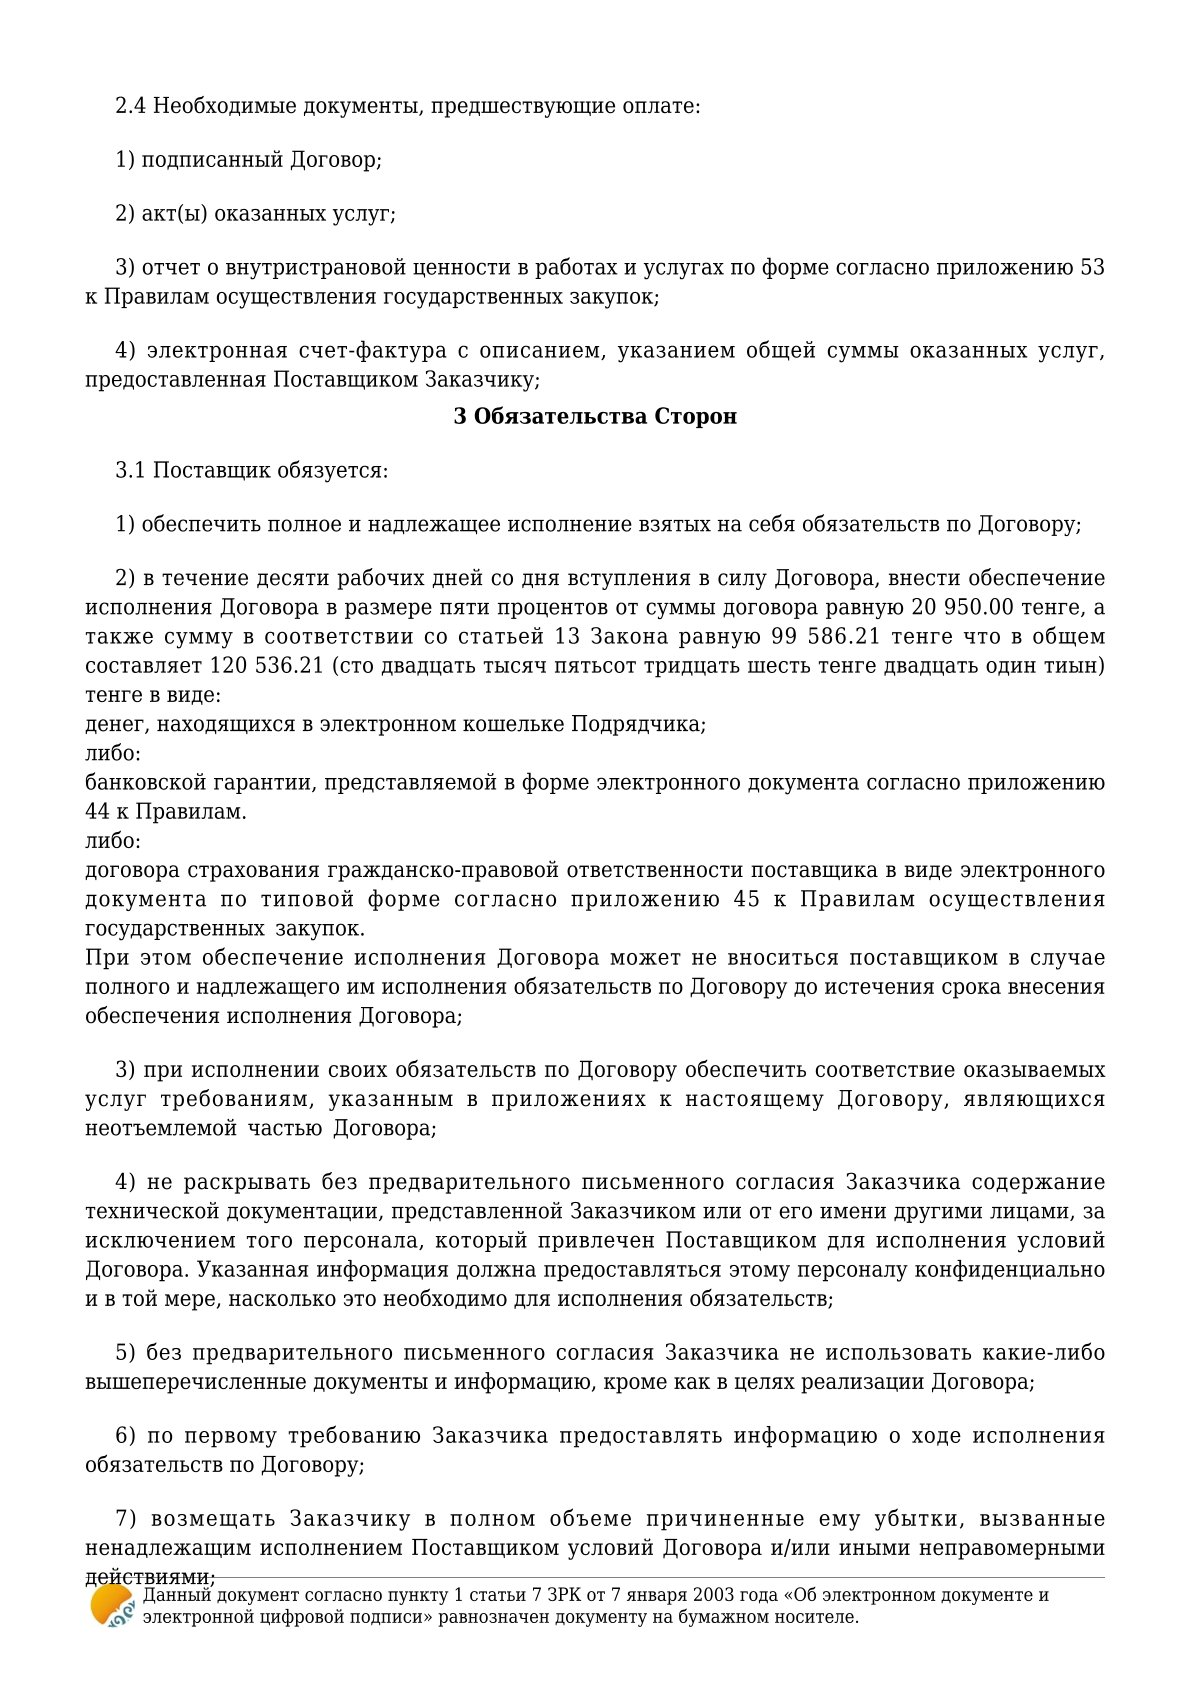 2.4 Необходимые документы, предшествующие оплате:
1) подписанный Договор;
2) акт(ы) оказанных услуг;
3) отчет о внутристрановой ценности в работах и услугах по форме согласно приложению 53
к Правилам осуществления государственных закупок;
4) электронная счет-фактура с описанием, указанием общей суммы оказанных услуг,
предоставленная Поставщиком Заказчику;
3 Обязательства Сторон
3.1 Поставщик обязуется:
1) обеспечить полное и надлежащее исполнение взятых на себя обязательств по Договору;
2) в течение десяти рабочих дней со дня вступления в силу Договора, внести обеспечение
исполнения Договора в размере пяти процентов от суммы договора равную 20 950.00 тенге, а
также сумму в соответствии со статьей 13 Закона равную 99 586.21 тенге что в общем
составляет 120 536.21 (сто двадцать тысяч пятьсот тридцать шесть тенге двадцать один тиын)
тенге в виде:
денег, находящихся в электронном кошельке Подрядчика;
либо:
банковской гарантии, представляемой в форме электронного документа согласно приложению
44 к Правилам.
либо:
договора страхования гражданско-правовой ответственности поставщика в виде электронного
документа по типовой форме согласно приложению 45 к Правилам осуществления
государственных закупок.
При этом обеспечение исполнения Договора может не вноситься поставщиком в случае
полного и надлежащего им исполнения обязательств по Договору до истечения срока внесения
обеспечения исполнения Договора;
3) при исполнении своих обязательств по Договору обеспечить соответствие оказываемых
услуг требованиям, указанным в приложениях к настоящему Договору, являющихся
неотъемлемой частью Договора;
4) не раскрывать без предварительного письменного согласия Заказчика содержание
технической документации, представленной Заказчиком или от его имени другими лицами, за
исключением того персонала, который привлечен Поставщиком для исполнения условий
Договора. Указанная информация должна предоставляться этому персоналу конфиденциально
и в той мере, насколько это необходимо для исполнения обязательств;
5) без предварительного письменного согласия Заказчика не использовать какие-либо
вышеперечисленные документы и информацию, кроме как в целях реализации Договора;
6) по первому требованию Заказчика предоставлять информацию о ходе исполнения
обязательств по Договору;
7) возмещать Заказчику в полном объеме причиненные ему убытки, вызванные
ненадлежащим исполнением Поставщиком условий Договора и/или иными неправомерными
действиями;
Данный документ согласно пункту 1 статьи 7 ЗРК от 7 января 2003 года «Об электронном документе и
электронной цифровой подписи» равнозначен документу на бумажном носителе.